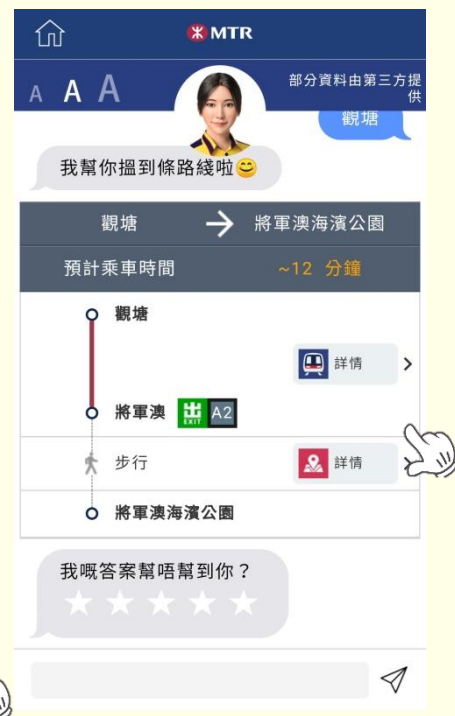 MTR
A A A
部分資料由第三方提
供
觀塘
我幫你搵到條路綫啦😊
觀塘 → 將軍澳海濱公園
預計乘車時間 ~12 分鐘
觀塘
詳情
將軍澳 出 EXIT A2
步行 詳情
將軍澳海濱公園
我嘅答案幫唔幫到你？